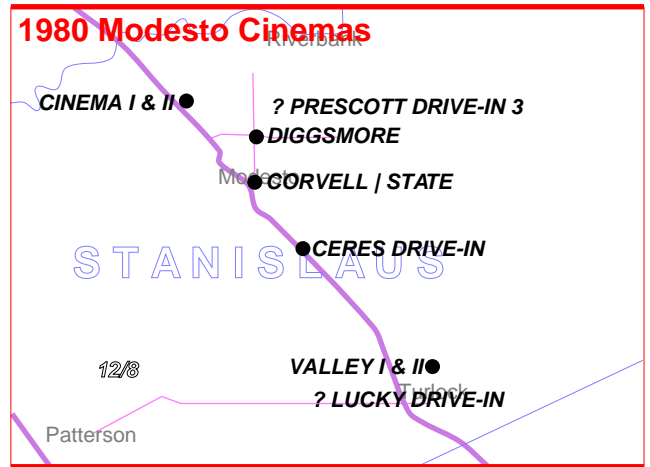 1980 Modesto Cinemas
Riverbank
CINEMA I & II
? PRESCOTT DRIVE-IN 3
DIGGSMORE
Modesto
CORVELL | STATE
CERES DRIVE-IN
STANISLAUS
12/8
VALLEY I & II
Turlock
? LUCKY DRIVE-IN
Patterson